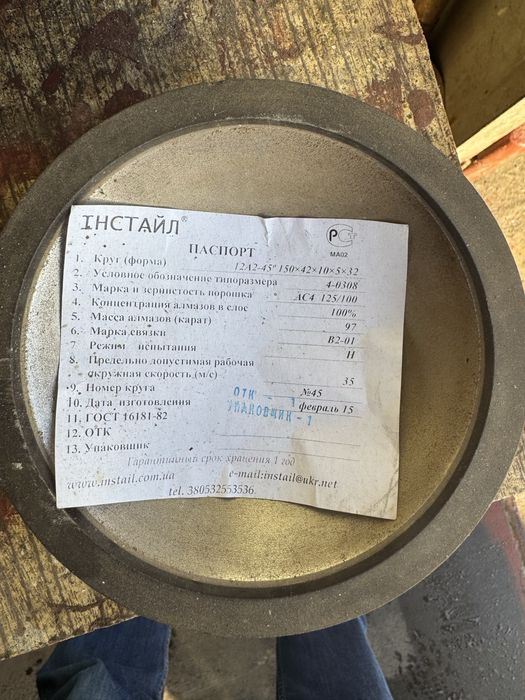 ІНСТАЙЛ®
МА02
ПАСПОРТ
1. Круг (форма) 12А2-45° 150×42×10×5×32
2. Условное обозначение типоразмера 4-0308
3. Марка и зернистость порошка АС4 125/100
4. Концентрация алмазов в слое 100%
5. Масса алмазов (карат) 97
6. Марка связки В2-01
7 Режим испытания Н
8. Предельно допустимая рабочая
окружная скорость (м/с) 35
9. Номер круга №45
10. Дата изготовления февраль 15
11. ГОСТ 16181-82
12. ОТК
13. Упаковщик
ОТК - 1
УПАКОВЩИК - 1
Гарантийный срок хранения 1 год
www.instail.com.ua e-mail:instail@ukr.net
tel. 380532553536